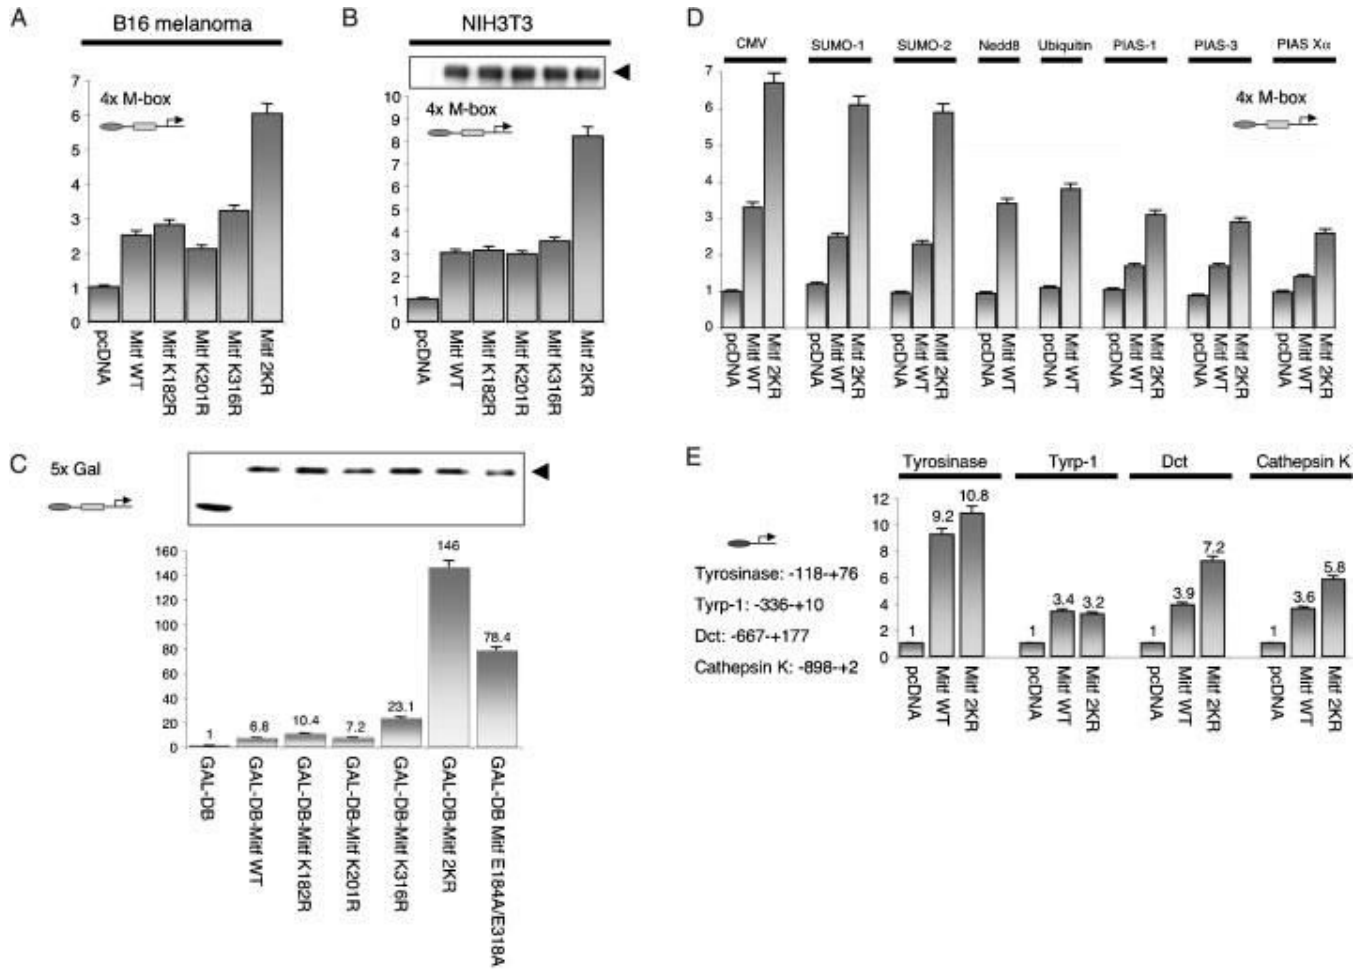 A
B16 melanoma
7
6
5
4
3
2
1
0
4x M-box
pcDNA
Mitf WT
Mitf K182R
Mitf K201R
Mitf K316R
Mitf 2KR
B
NIH3T3
10
9
8
7
6
5
4
3
2
1
0
4x M-box
pcDNA
Mitf WT
Mitf K182R
Mitf K201R
Mitf K316R
Mitf 2KR
C
5x Gal
160
140
120
100
80
60
40
20
0
1
6.8
10.4
7.2
23.1
146
78.4
GAL-DB
GAL-DB-Mitf WT
GAL-DB-Mitf K182R
GAL-DB-Mitf K201R
GAL-DB-Mitf K316R
GAL-DB-Mitf 2KR
GAL-DB Mitf E184A/E318A
D
CMV
SUMO-1
SUMO-2
Nedd8
Ubiquitin
PIAS-1
PIAS-3
PIAS Xα
7
6
5
4
3
2
1
0
4x M-box
pcDNA
Mitf WT
Mitf 2KR
pcDNA
Mitf WT
Mitf 2KR
pcDNA
Mitf WT
Mitf 2KR
pcDNA
Mitf WT
pcDNA
Mitf WT
pcDNA
Mitf WT
Mitf 2KR
pcDNA
Mitf WT
Mitf 2KR
pcDNA
Mitf WT
Mitf 2KR
E
Tyrosinase
Tyrp-1
Dct
Cathepsin K
Tyrosinase: -118-+76
Tyrp-1: -336-+10
Dct: -667-+177
Cathepsin K: -898-+2
12
10
8
6
4
2
0
1
9.2
10.8
1
3.4
3.2
1
3.9
7.2
1
3.6
5.8
pcDNA
Mitf WT
Mitf 2KR
pcDNA
Mitf WT
Mitf 2KR
pcDNA
Mitf WT
Mitf 2KR
pcDNA
Mitf WT
Mitf 2KR